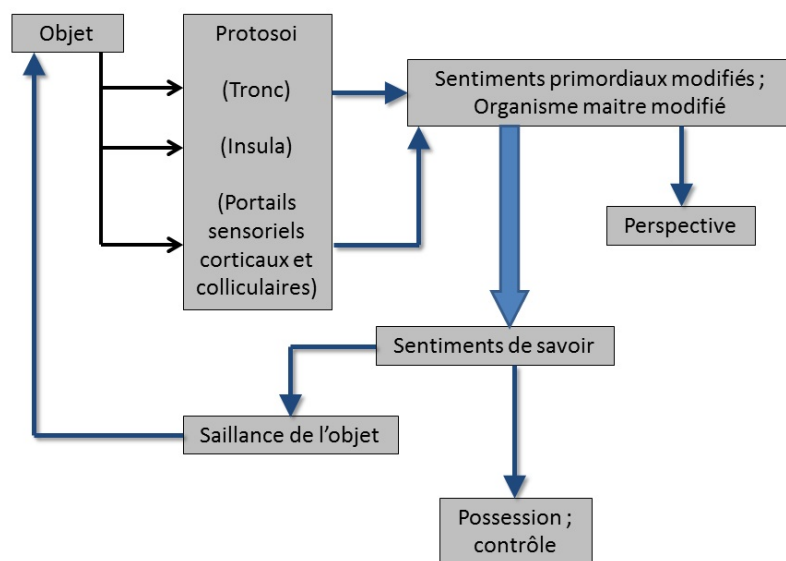 Objet
Protosoi
(Tronc)
(Insula)
(Portails
sensoriels
corticaux et
colliculaires)
Sentiments primordiaux modifiés ;
Organisme maitre modifié
Perspective
Sentiments de savoir
Saillance de l’objet
Possession ;
contrôle